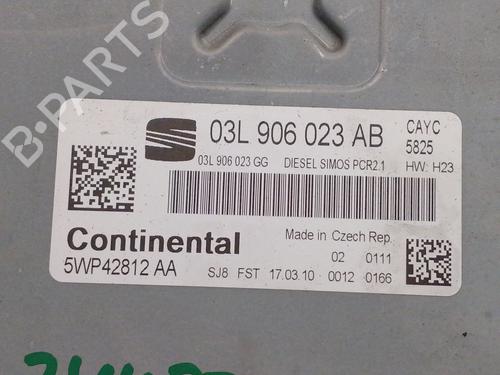 B-PARTS
03L 906 023 AB
CAYC
5825
03L 906 023 GG DIESEL SIMOS PCR2.1 HW: H23
Continental
Made in Czech Rep.
02 0111
5WP42812 AA
SJ8 FST 17.03.10 0012 0166